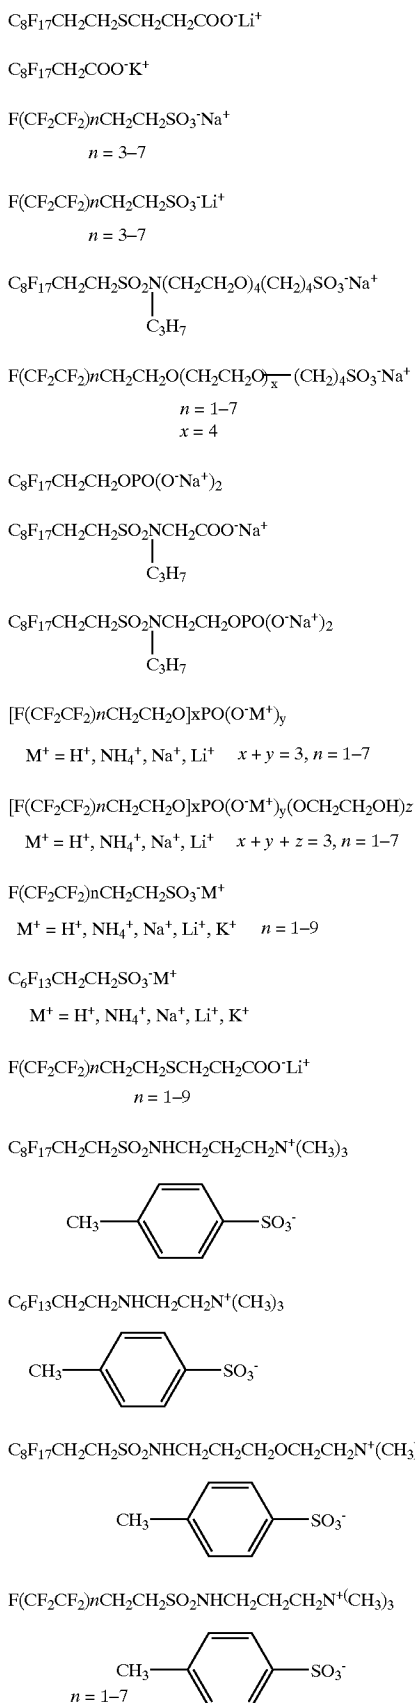 C₈F₁₇CH₂CH₂SCH₂CH₂COO⁻Li⁺
C₈F₁₇CH₂COO⁻K⁺
F(CF₂CF₂)nCH₂CH₂SO₃⁻Na⁺
n = 3–7
F(CF₂CF₂)nCH₂CH₂SO₃⁻Li⁺
n = 3–7
C₈F₁₇CH₂CH₂SO₂N(CH₂CH₂O)₄(CH₂)₄SO₃⁻Na⁺
C₃H₇
F(CF₂CF₂)nCH₂CH₂O(CH₂CH₂O)ₓ—(CH₂)₄SO₃⁻Na⁺
n = 1–7
x = 4
C₈F₁₇CH₂CH₂OPO(O⁻Na⁺)₂
C₈F₁₇CH₂CH₂SO₂NCH₂COO⁻Na⁺
C₃H₇
C₈F₁₇CH₂CH₂SO₂NCH₂CH₂OPO(O⁻Na⁺)₂
C₃H₇
[F(CF₂CF₂)nCH₂CH₂O]xPO(O⁻M⁺)y
M⁺ = H⁺, NH₄⁺, Na⁺, Li⁺ x + y = 3, n = 1–7
[F(CF₂CF₂)nCH₂CH₂O]xPO(O⁻M⁺)y(OCH₂CH₂OH)z
M⁺ = H⁺, NH₄⁺, Na⁺, Li⁺ x + y + z = 3, n = 1–7
F(CF₂CF₂)nCH₂CH₂SO₃⁻M⁺
M⁺ = H⁺, NH₄⁺, Na⁺, Li⁺, K⁺ n = 1–9
C₆F₁₃CH₂CH₂SO₃⁻M⁺
M⁺ = H⁺, NH₄⁺, Na⁺, Li⁺, K⁺
F(CF₂CF₂)nCH₂CH₂SCH₂CH₂COO⁻Li⁺
n = 1–9
C₈F₁₇CH₂CH₂SO₂NHCH₂CH₂CH₂N⁺(CH₃)₃
CH₃ SO₃⁻
C₆F₁₃CH₂CH₂NHCH₂CH₂N⁺(CH₃)₃
CH₃ SO₃⁻
C₈F₁₇CH₂CH₂SO₂NHCH₂CH₂CH₂OCH₂CH₂N⁺(CH₃)
CH₃ SO₃⁻
F(CF₂CF₂)nCH₂CH₂SO₂NHCH₂CH₂CH₂N⁺⁽CH₃)₃
CH₃ SO₃⁻
n = 1–7